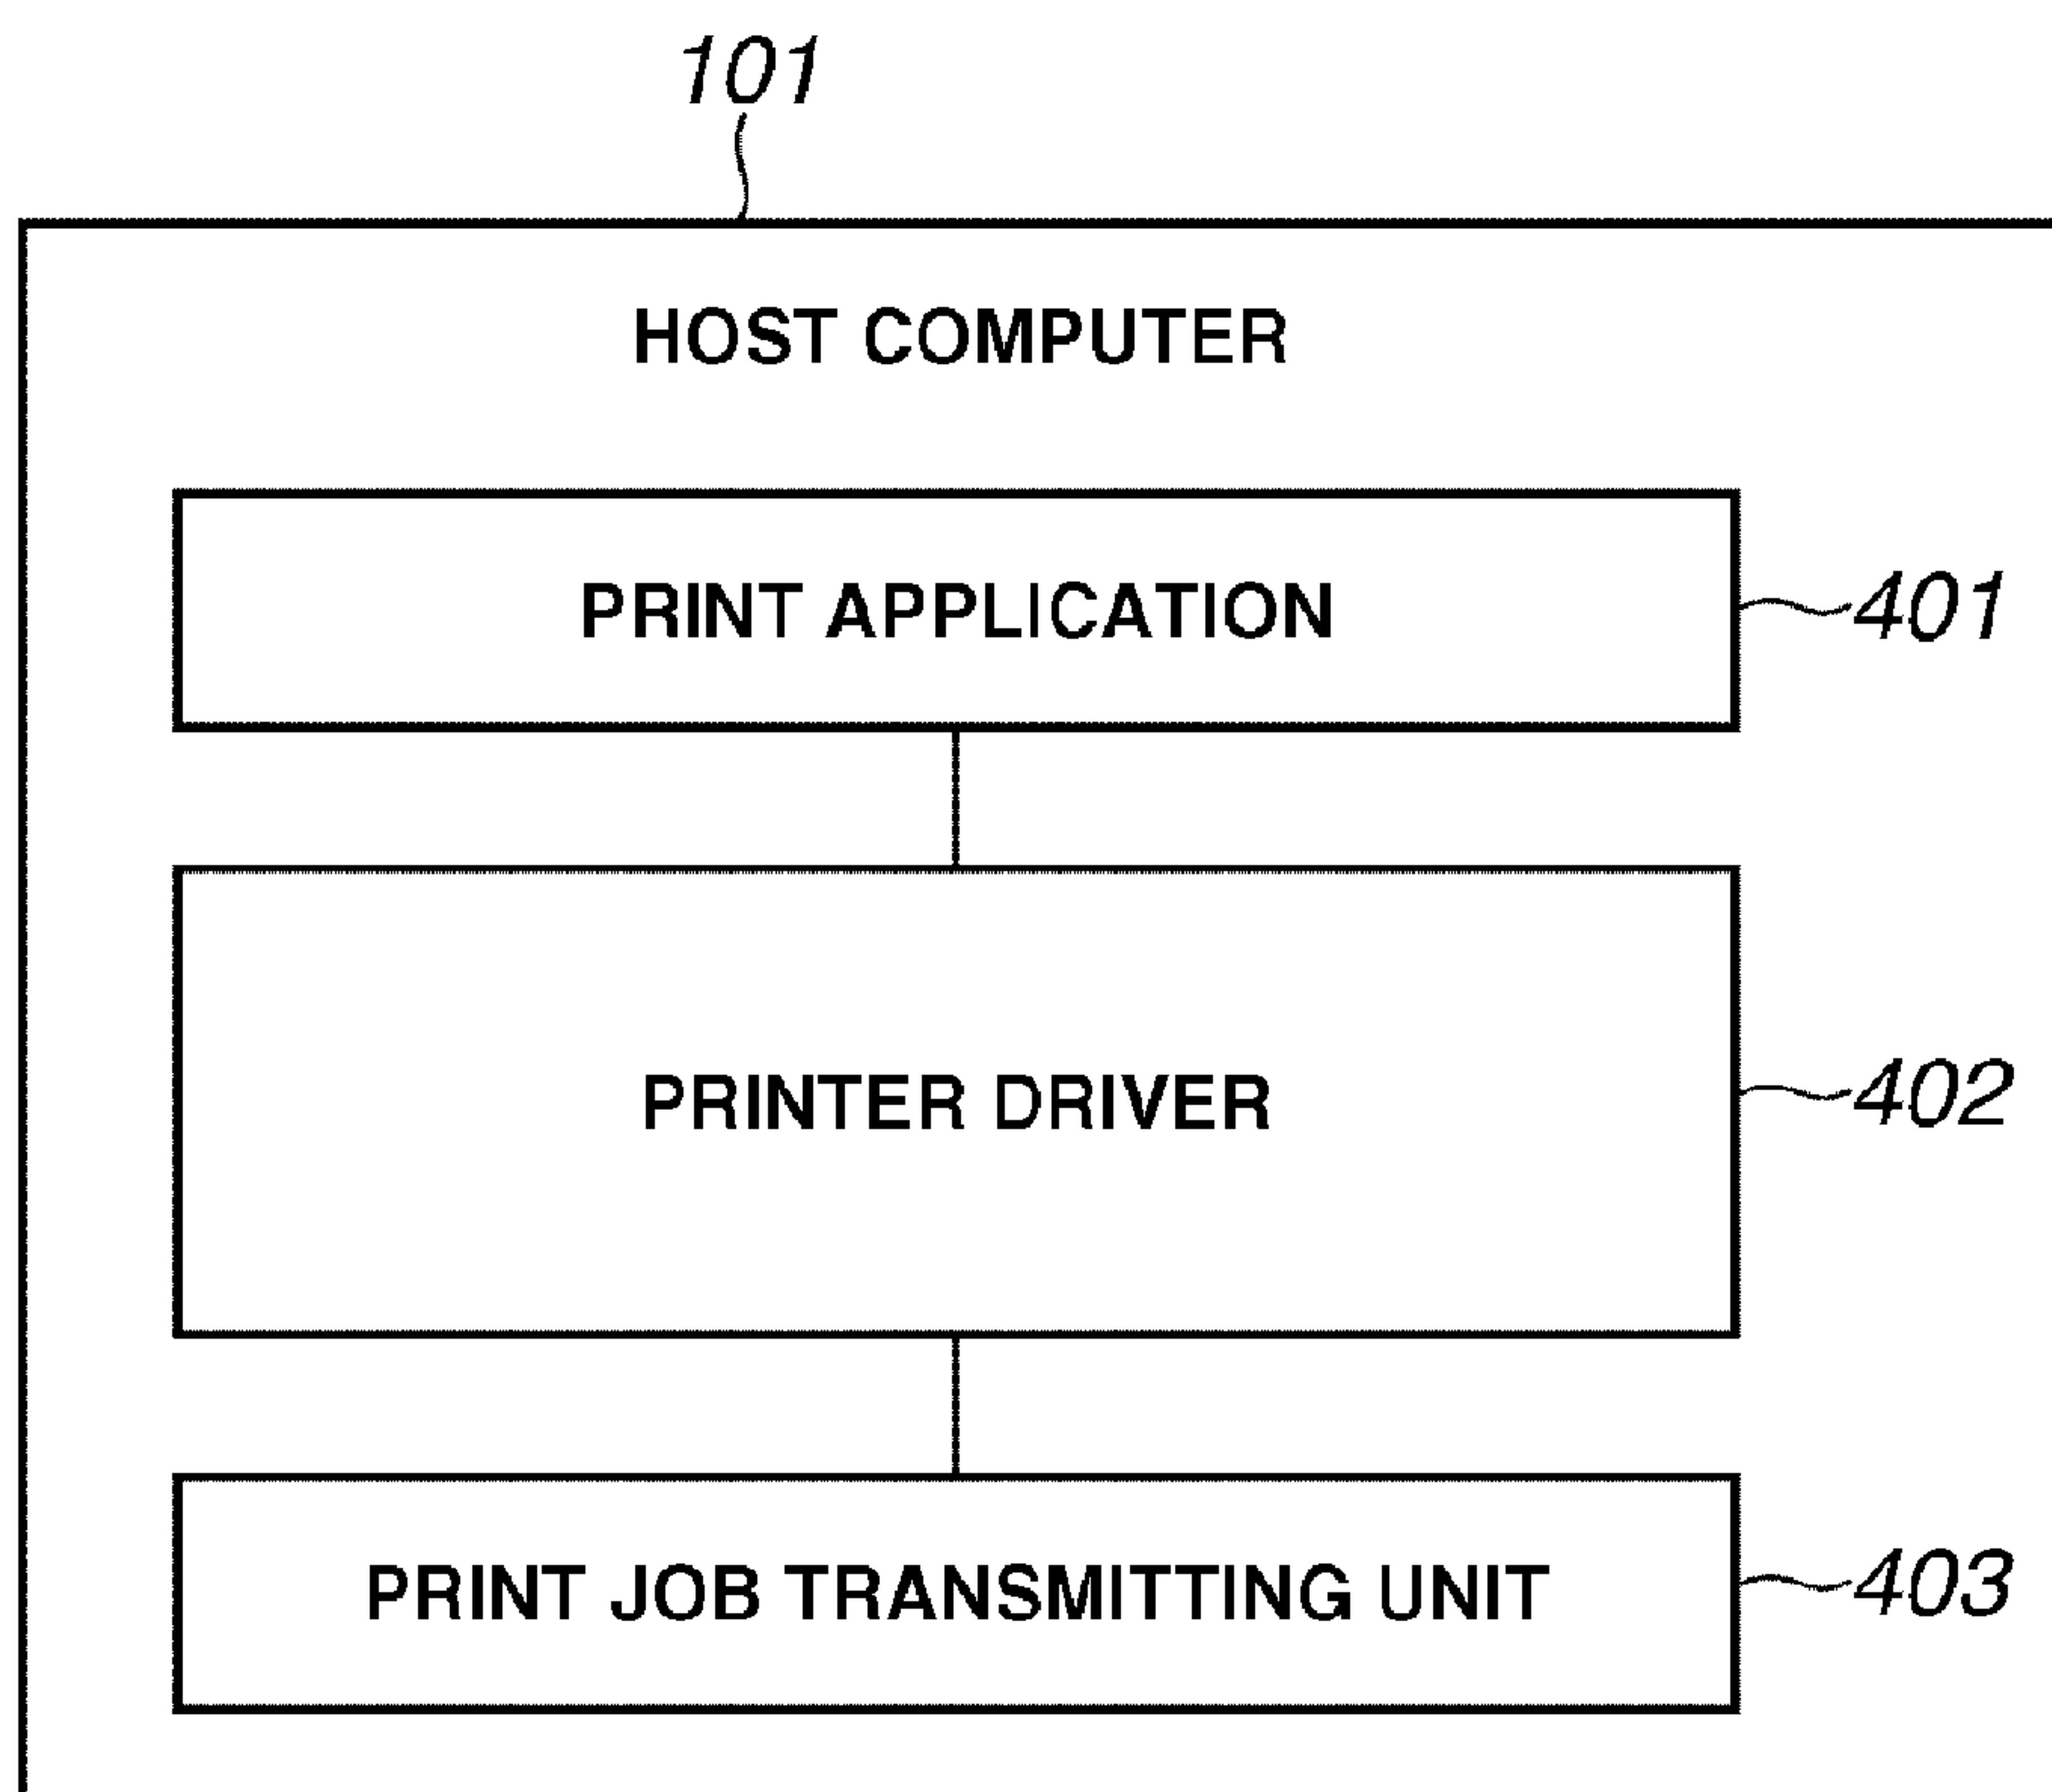 101
HOST COMPUTER
PRINT APPLICATION
401
PRINTER DRIVER
402
PRINT JOB TRANSMITTING UNIT
403